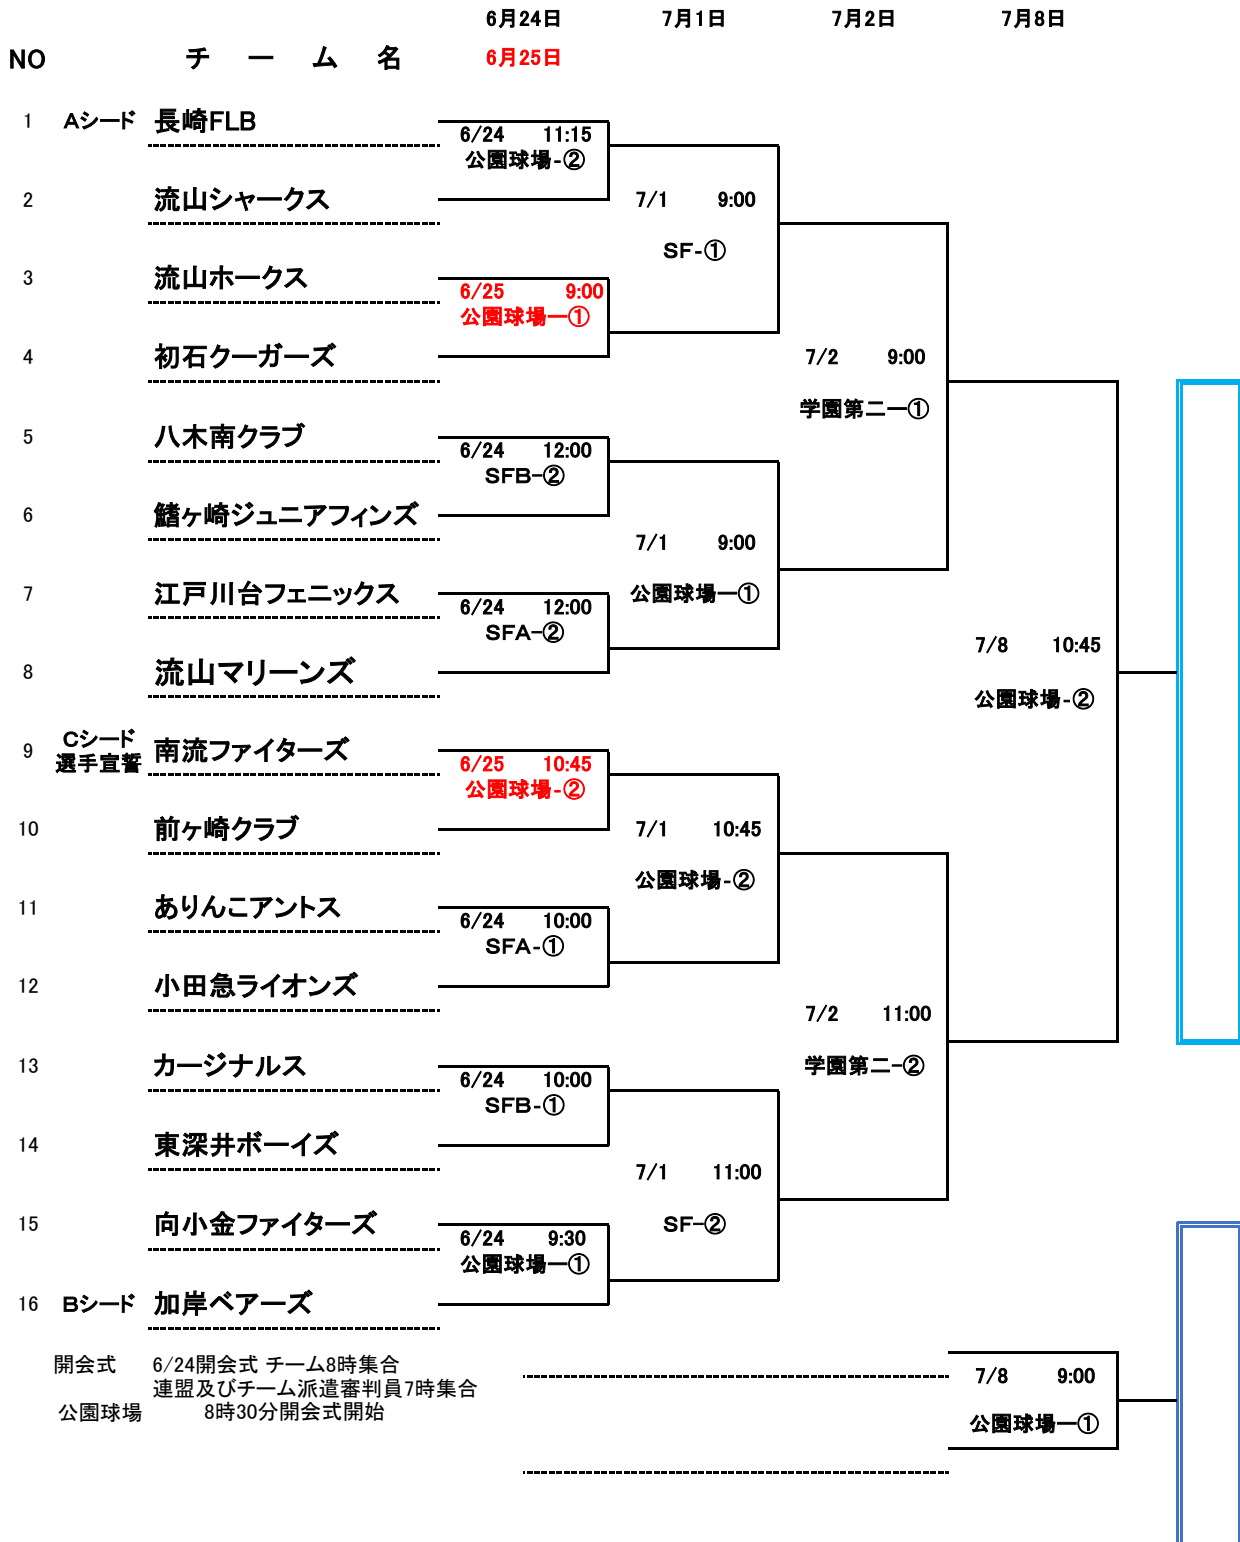 6月24日 7月1日 7月2日 7月8日
NO チ ー ム 名 6月25日
1 Aシード 長崎FLB
6/24 11:15
公園球場-②
2 流山シャークス
7/1 9:00
SF-①
3 流山ホークス
6/25 9:00
公園球場ー①
4 初石クーガーズ
7/2 9:00
学園第二ー①
5 八木南クラブ
6/24 12:00
SFB-②
6 鰭ヶ崎ジュニアフィンズ
7/1 9:00
公園球場ー①
7 江戸川台フェニックス
6/24 12:00
SFA-②
8 流山マリーンズ
7/8 10:45
公園球場-②
9 Cシード 南流ファイターズ
選手宣誓
6/25 10:45
公園球場-②
10 前ヶ崎クラブ
7/1 10:45
公園球場-②
11 ありんこアントス
6/24 10:00
SFA-①
12 小田急ライオンズ
7/2 11:00
学園第二-②
13 カージナルス
6/24 10:00
SFB-①
14 東深井ボーイズ
7/1 11:00
SF-②
15 向小金ファイターズ
6/24 9:30
公園球場ー①
16 Bシード 加岸ベアーズ
開会式 6/24開会式 チーム8時集合
連盟及びチーム派遣審判員7時集合
公園球場 8時30分開会式開始
7/8 9:00
公園球場ー①